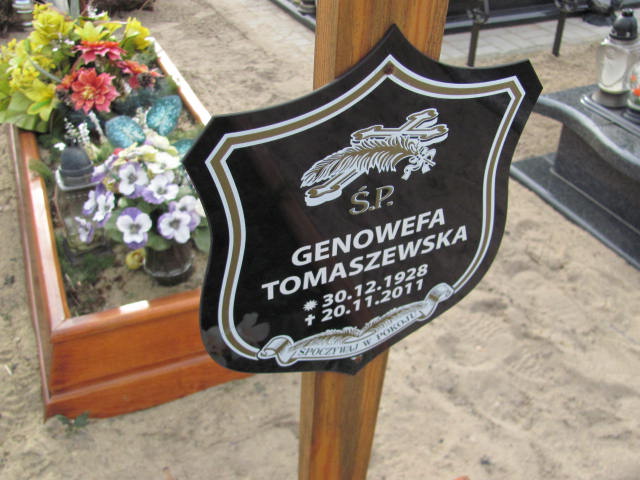 Ś.P.
GENOWEFA
TOMASZEWSKA
* 30.12.1928
✝ 20.11.2011
SPOCZYWAJ W POKOJU